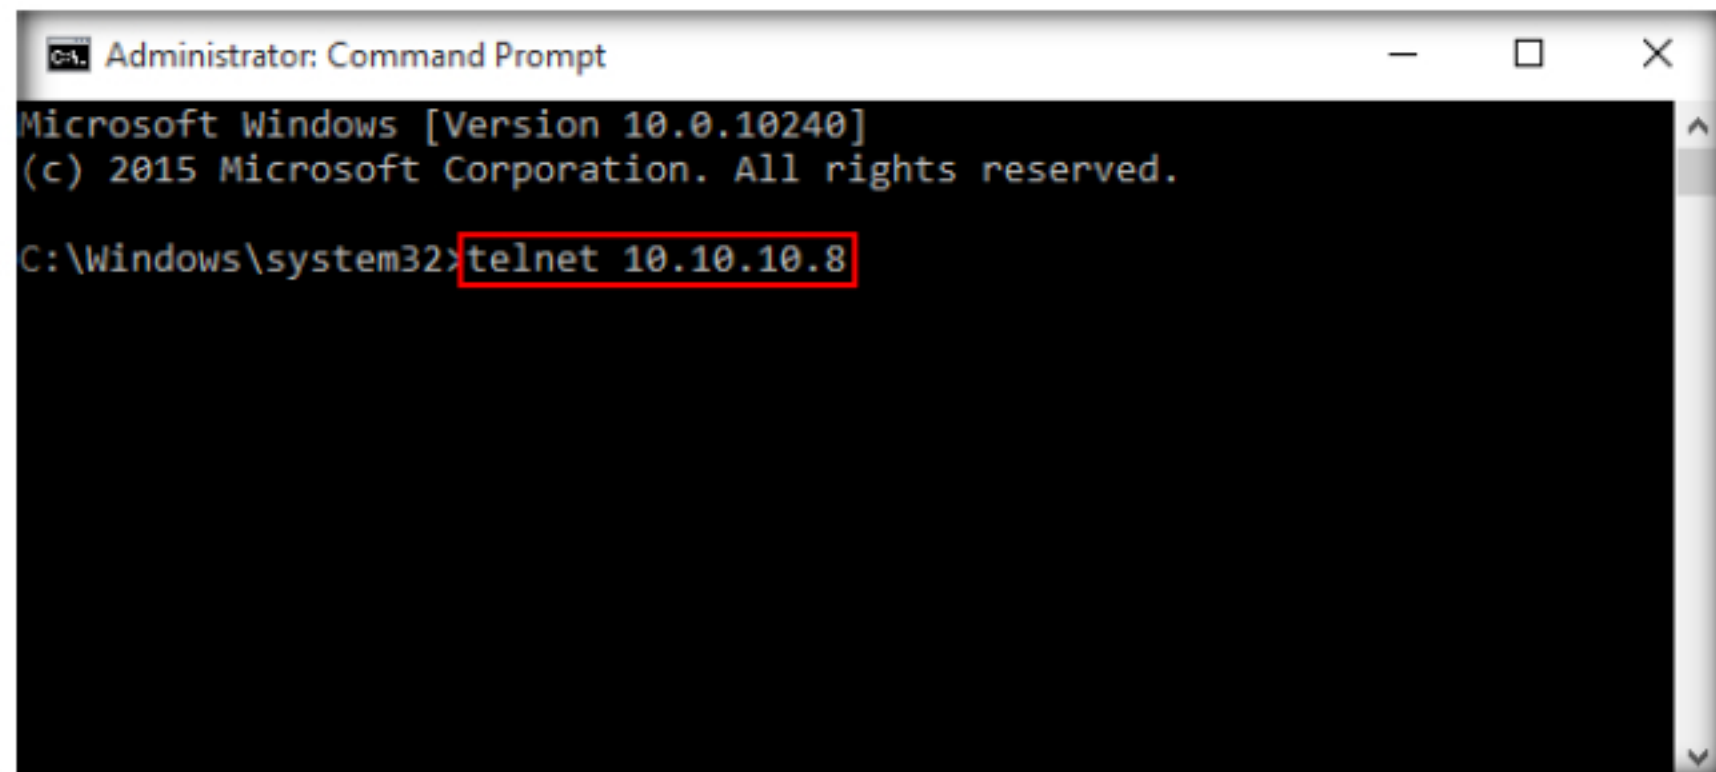 Administrator: Command Prompt
Microsoft Windows [Version 10.0.10240]
(c) 2015 Microsoft Corporation. All rights reserved.
C:\Windows\system32>telnet 10.10.10.8